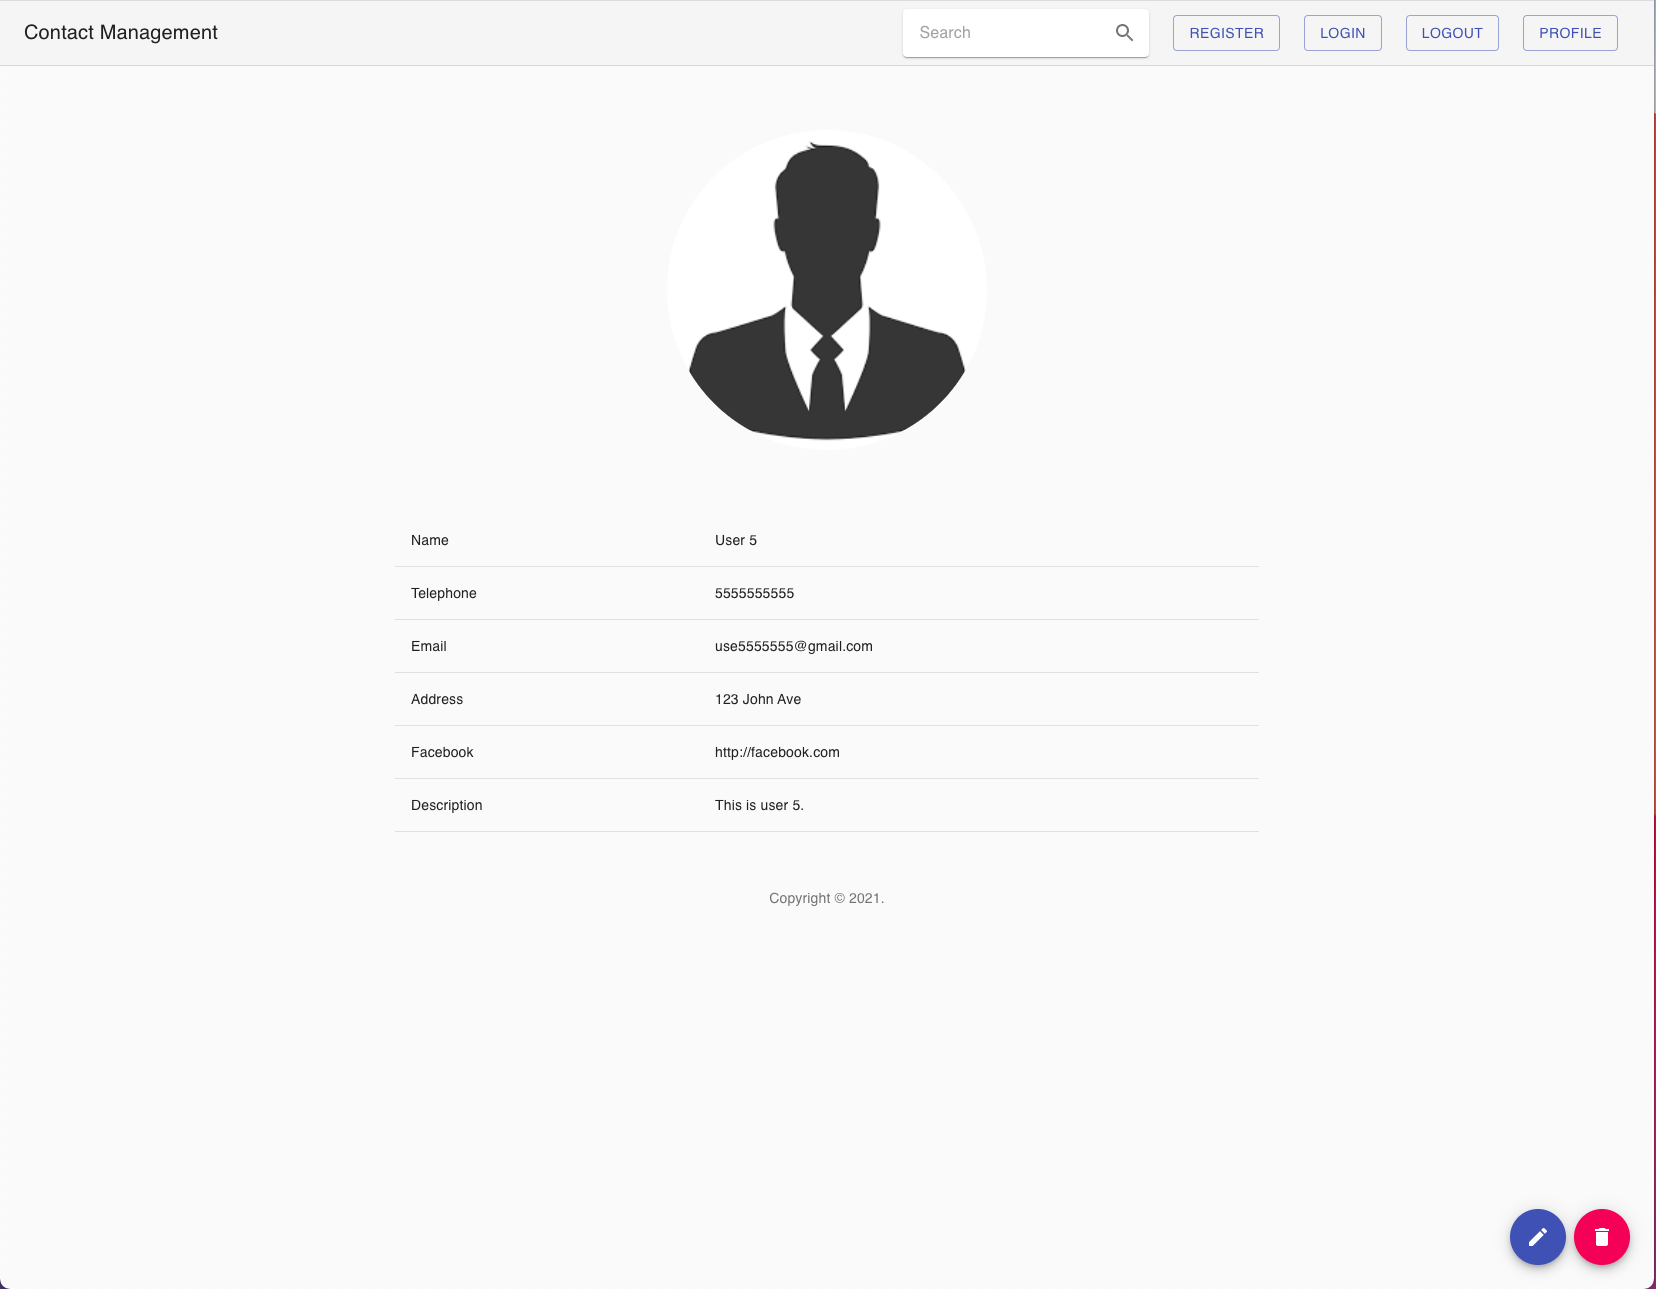 Contact Management
Search
REGISTER
LOGIN
LOGOUT
PROFILE
Name User 5
Telephone 5555555555
Email use5555555@gmail.com
Address 123 John Ave
Facebook http://facebook.com
Description This is user 5.
Copyright © 2021.